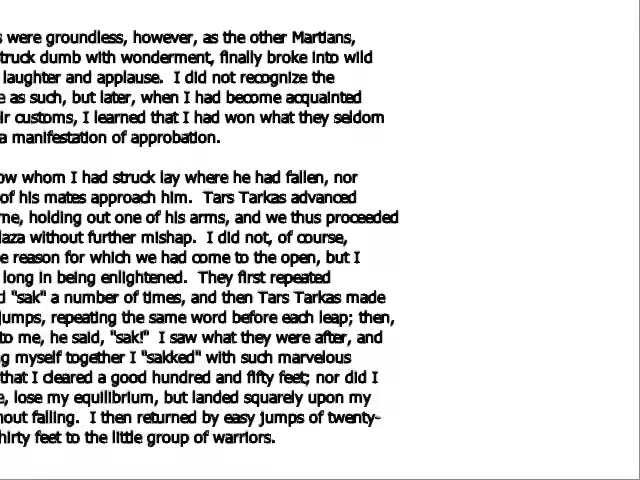 were groundless, however, as the other Martians,
truck dumb with wonderment, finally broke into wild
laughter and applause. I did not recognize the
as such, but later, when I had become acquainted
ir customs, I learned that I had won what they seldom
a manifestation of approbation.
ow whom I had struck lay where he had fallen, nor
of his mates approach him. Tars Tarkas advanced
me, holding out one of his arms, and we thus proceeded
laza without further mishap. I did not, of course,
e reason for which we had come to the open, but I
long in being enlightened. They first repeated
d "sak" a number of times, and then Tars Tarkas made
jumps, repeating the same word before each leap; then,
to me, he said, "sak!" I saw what they were after, and
g myself together I "sakked" with such marvelous
that I cleared a good hundred and fifty feet; nor did I
e, lose my equilibrium, but landed squarely upon my
hout falling. I then returned by easy jumps of twenty-
hirty feet to the little group of warriors.